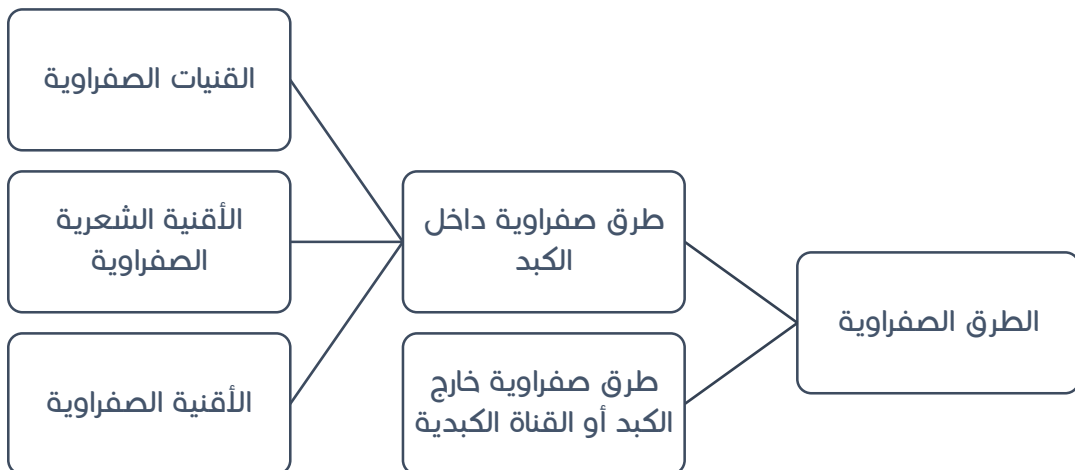 الطرق الصفراوية
طرق صفراوية داخل
الكبد
القنيات الصفراوية
الأقنية الشعرية
الصفراوية
الأقنية الصفراوية
طرق صفراوية خارج
الكبد أو القناة الكبدية